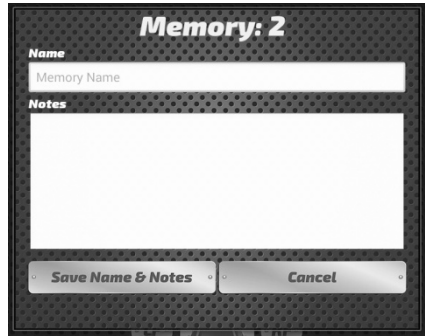 Memory: 2
Name
Memory Name
Notes
Save Name & Notes
Cancel